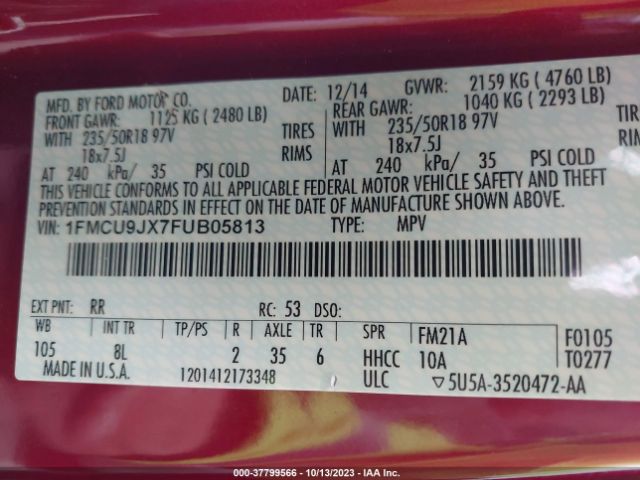 MFD. BY FORD MOTOR CO. DATE: 12/14 GVWR: 2159 KG ( 4760 LB)
FRONT GAWR: 1125 KG ( 2480 LB) REAR GAWR: 1040 KG ( 2293 LB)
WITH 235/50R18 97V TIRES WITH 235/50R18 97V
18x7.5J RIMS 18x7.5J
AT 240 kPa/ 35 PSI COLD AT 240 kPa/ 35 PSI COLD
THIS VEHICLE CONFORMS TO ALL APPLICABLE FEDERAL MOTOR VEHICLE SAFETY AND THEFT
PREVENTION STANDARDS IN EFFECT ON THE DATE OF MANUFACTURE SHOWN ABOVE.
VIN: 1FMCU9JX7FUB05813 TYPE: MPV
EXT PNT: RR RC: 53 DSO:
WB INT TR TP/PS R AXLE TR SPR FM21A F0105
105 8L 2 35 6 HHCC 10A T0277
MADE IN U.S.A. 1201412173348 ULC ▽5U5A-3520472-AA
000-37799566 - 10/13/2023 - IAA Inc.